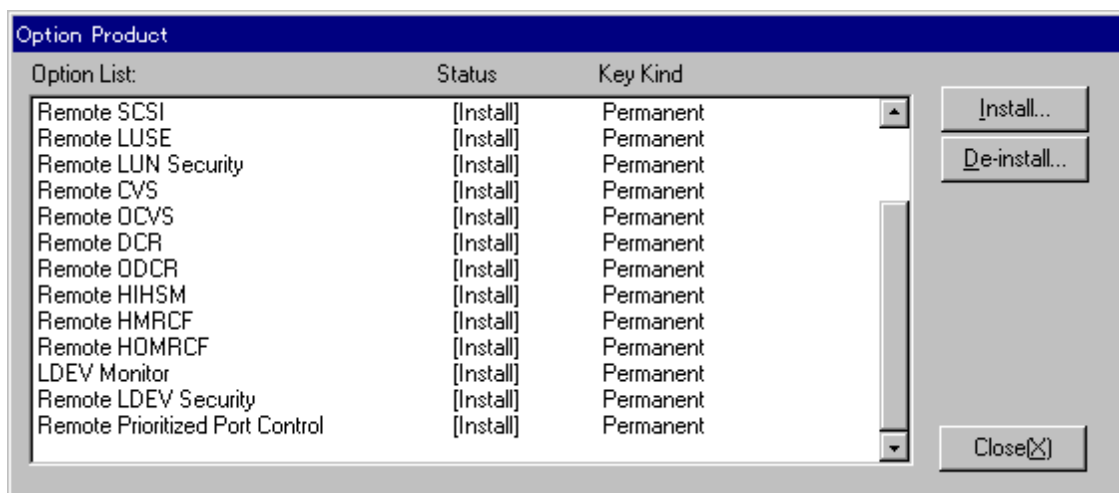 Option Product
Option List: Status Key Kind
Remote SCSI [Install] Permanent
Remote LUSE [Install] Permanent
Remote LUN Security [Install] Permanent
Remote CVS [Install] Permanent
Remote OCVS [Install] Permanent
Remote DCR [Install] Permanent
Remote ODCR [Install] Permanent
Remote HIHSM [Install] Permanent
Remote HMRCF [Install] Permanent
Remote HOMRCF [Install] Permanent
LDEV Monitor [Install] Permanent
Remote LDEV Security [Install] Permanent
Remote Prioritized Port Control [Install] Permanent
Install...
De-install...
Close(X)